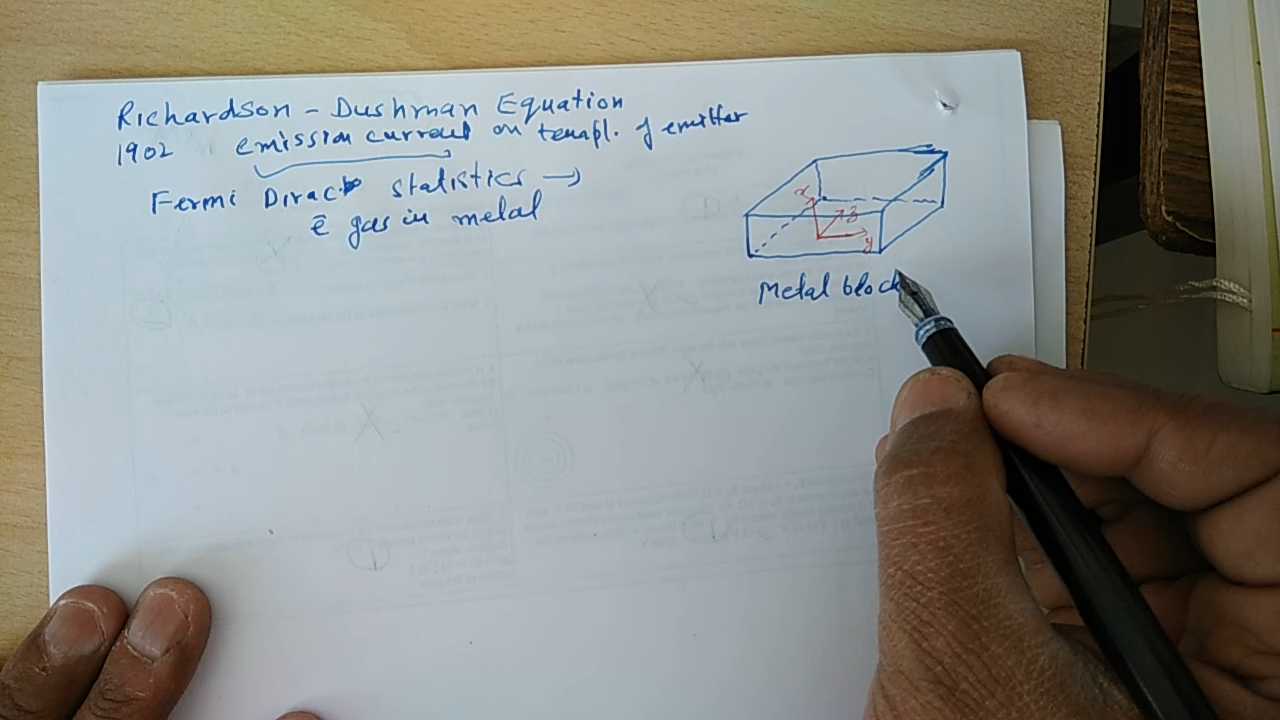 Richardson - Dushman Equation
1902 emission current on templ. of emitter
Fermi Dirac statistics →
ē gas in metal
x
z
y
Metal block